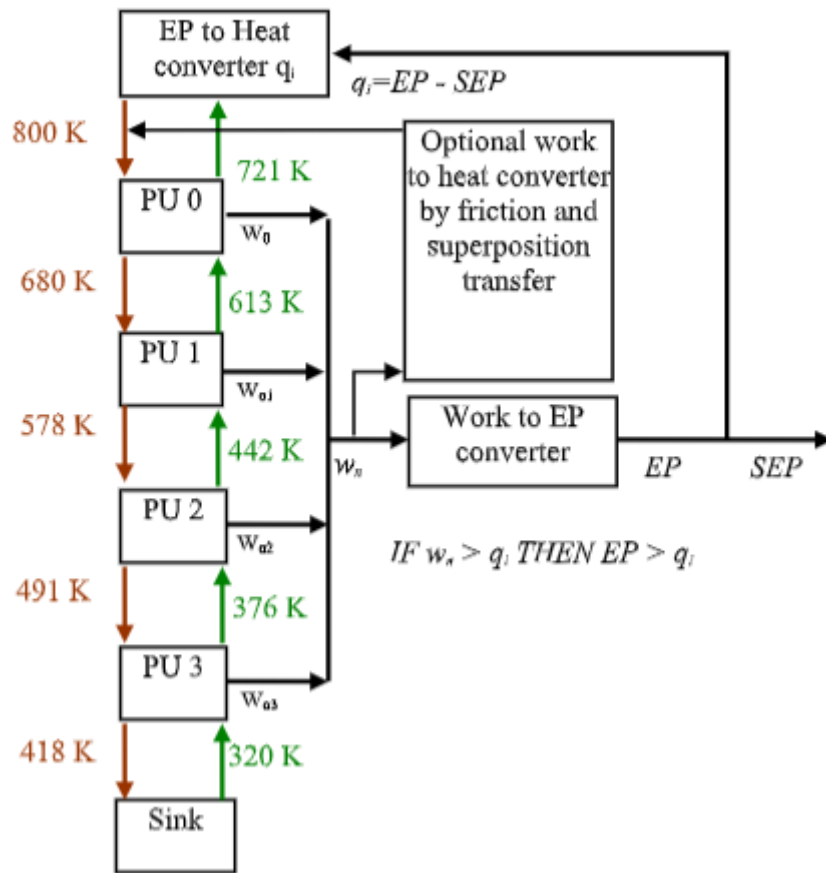 EP to Heat
converter qᵢ
qᵢ=EP - SEP
800 K
721 K
Optional work
to heat converter
by friction and
superposition
transfer
PU 0
w₀
680 K
613 K
PU 1
wₒ₁
578 K
442 K
Work to EP
converter
wₙ
EP
SEP
PU 2
wₒ₂
IF wₙ > qᵢ THEN EP > qᵢ
491 K
376 K
PU 3
wₒ₃
418 K
320 K
Sink